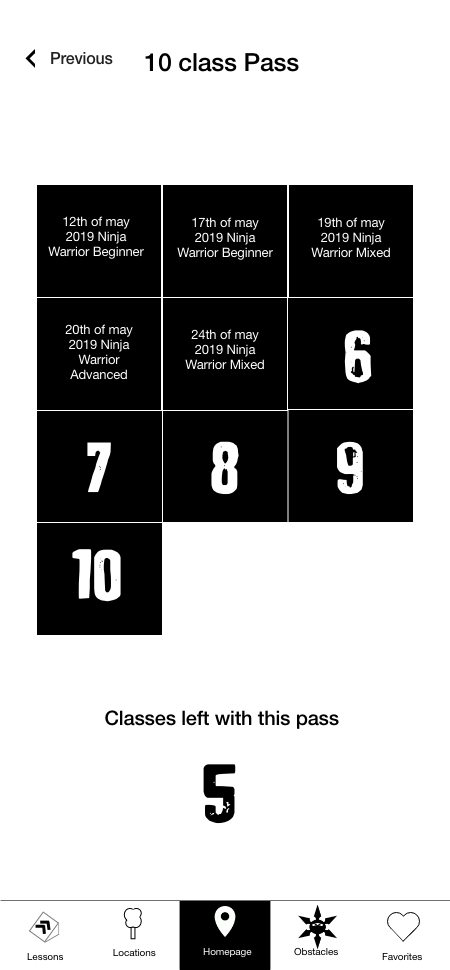 Previous
10 class Pass
12th of may
2019 Ninja
Warrior Beginner
17th of may
2019 Ninja
Warrior Beginner
19th of may
2019 Ninja
Warrior Mixed
20th of may
2019 Ninja
Warrior
Advanced
24th of may
2019 Ninja
Warrior Mixed
6
7
8
9
10
Classes left with this pass
5
Lessons
Locations
Homepage
Obstacles
Favorites